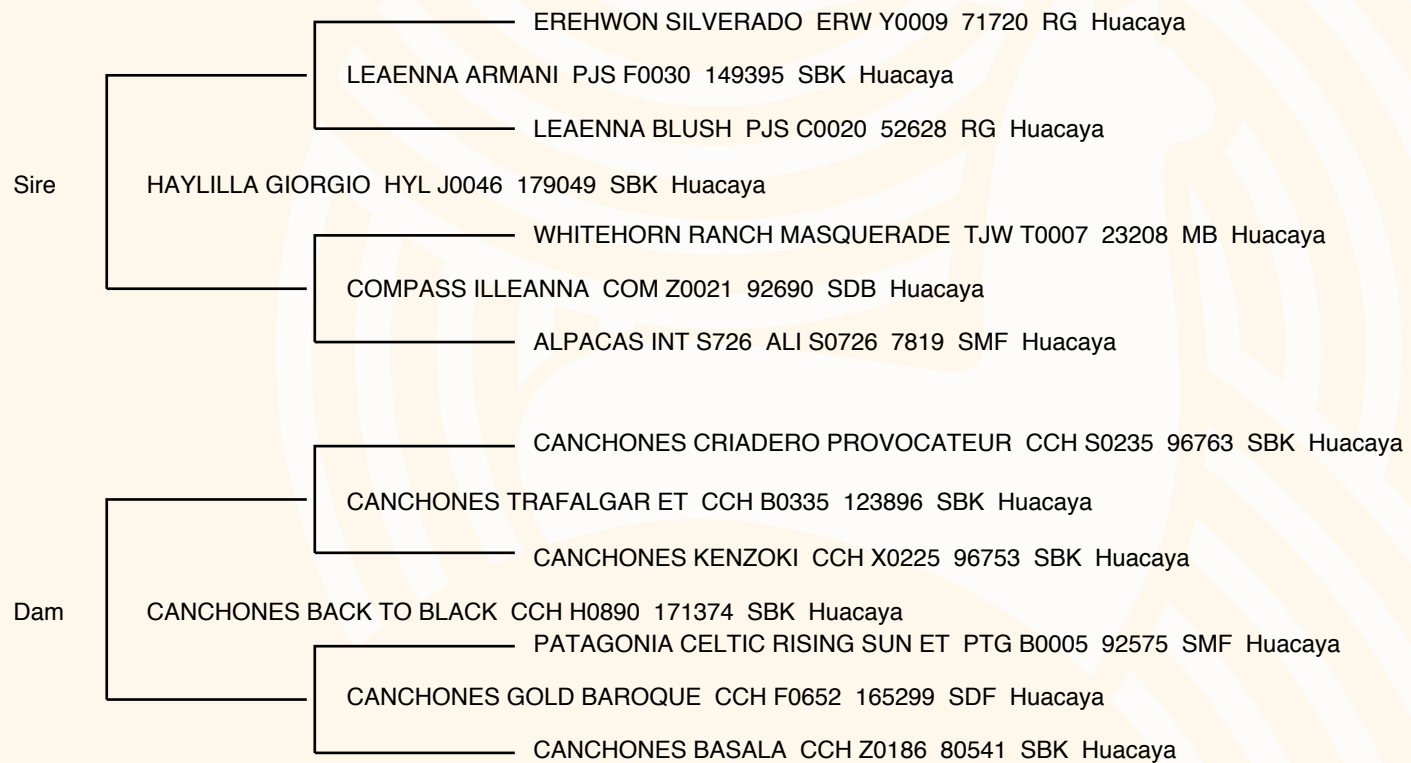 EREHWON SILVERADO ERW Y0009 71720 RG Huacaya
LEAENNA ARMANI PJS F0030 149395 SBK Huacaya
LEAENNA BLUSH PJS C0020 52628 RG Huacaya
Sire HAYLILLA GIORGIO HYL J0046 179049 SBK Huacaya
WHITEHORN RANCH MASQUERADE TJW T0007 23208 MB Huacaya
COMPASS ILLEANNA COM Z0021 92690 SDB Huacaya
ALPACAS INT S726 ALI S0726 7819 SMF Huacaya
CANCHONES CRIADERO PROVOCATEUR CCH S0235 96763 SBK Huacaya
CANCHONES TRAFALGAR ET CCH B0335 123896 SBK Huacaya
CANCHONES KENZOKI CCH X0225 96753 SBK Huacaya
Dam CANCHONES BACK TO BLACK CCH H0890 171374 SBK Huacaya
PATAGONIA CELTIC RISING SUN ET PTG B0005 92575 SMF Huacaya
CANCHONES GOLD BAROQUE CCH F0652 165299 SDF Huacaya
CANCHONES BASALA CCH Z0186 80541 SBK Huacaya